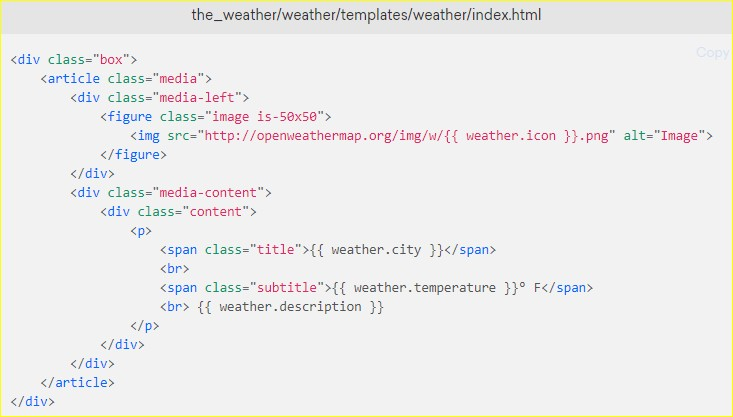 the_weather/weather/templates/weather/index.html
Copy
<div class="box">
    <article class="media">
        <div class="media-left">
            <figure class="image is-50x50">
                <img src="http://openweathermap.org/img/w/{{ weather.icon }}.png" alt="Image">
            </figure>
        </div>
        <div class="media-content">
            <div class="content">
                <p>
                    <span class="title">{{ weather.city }}</span>
                    <br>
                    <span class="subtitle">{{ weather.temperature }}° F</span>
                    <br> {{ weather.description }}
                </p>
            </div>
        </div>
    </article>
</div>